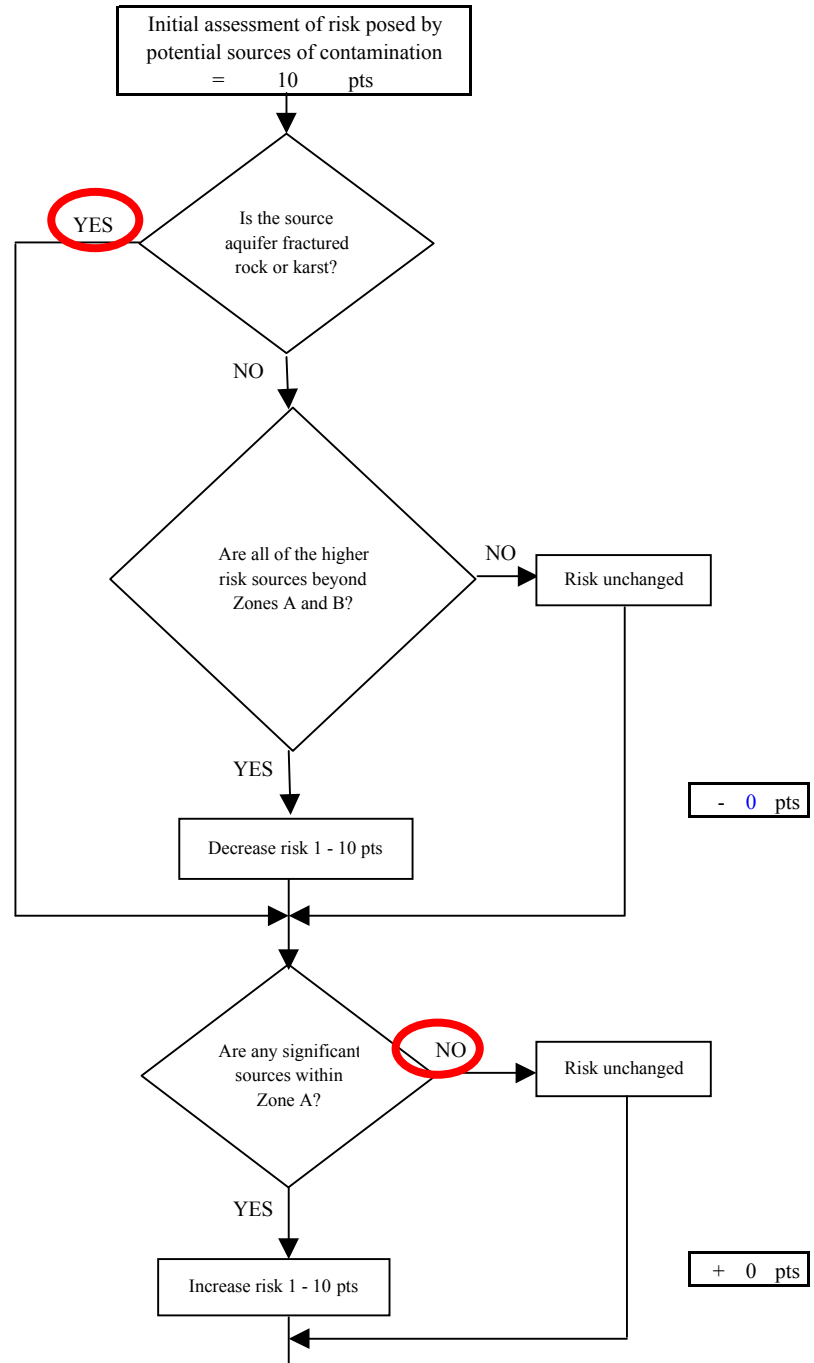 Initial assessment of risk posed by
potential sources of contamination
= 10 pts
YES
Is the source
aquifer fractured
rock or karst?
NO
Are all of the higher
risk sources beyond
Zones A and B?
NO
Risk unchanged
YES
- 0 pts
Decrease risk 1 - 10 pts
Are any significant
sources within
Zone A?
NO
Risk unchanged
YES
+ 0 pts
Increase risk 1 - 10 pts